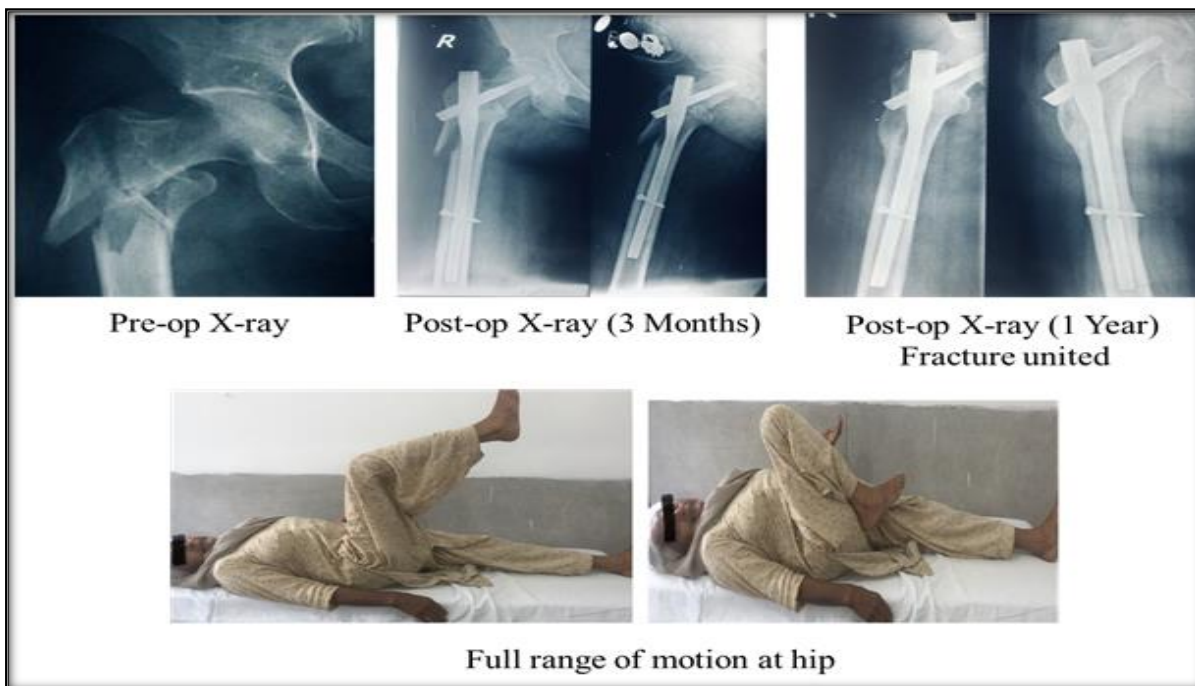 R
Pre-op X-ray
Post-op X-ray (3 Months)
Post-op X-ray (1 Year)
Fracture united
Full range of motion at hip